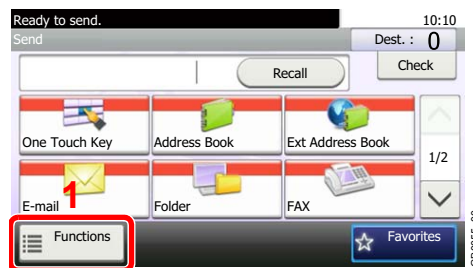 Ready to send.
10:10
Send
Dest. : 0
Recall
Check
One Touch Key
Address Book
Ext Address Book
1/2
E-mail
1
Folder
FAX
Functions
Favorites